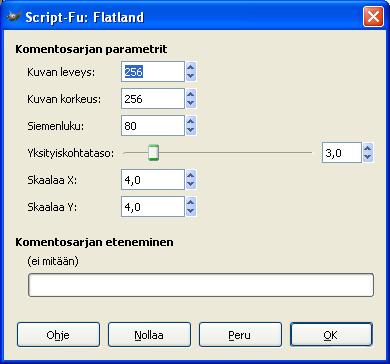 Script-Fu: Flatland
Komentosarjan parametrit
Kuvan leveys: 256
Kuvan korkeus: 256
Siemenluku: 80
Yksityiskohtataso: 3,0
Skaalaa X: 4,0
Skaalaa Y: 4,0
Komentosarjan eteneminen
(ei mitään)
Ohje Nollaa Peru OK